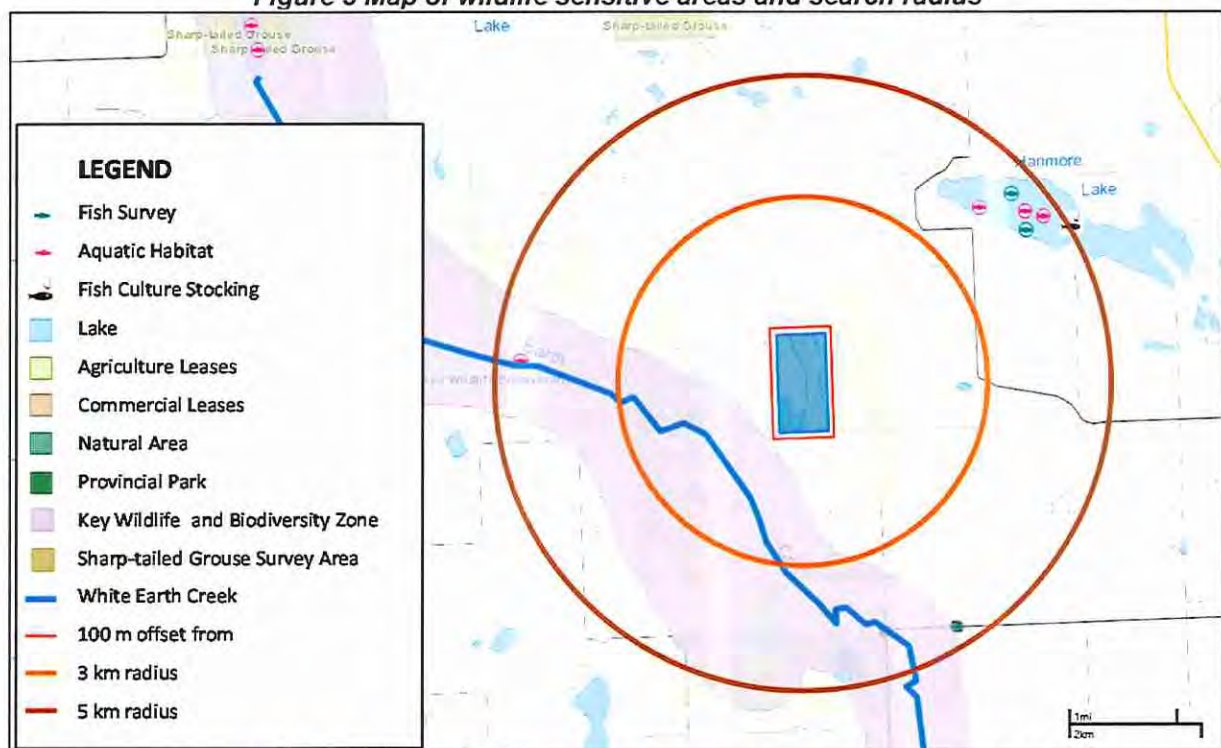 Figure 3 Map of wildlife sensitive areas and search radius
Sharp-tailed Grouse
Sharp-tailed Grouse
Lake
Sharp-tailed Grouse
Hanmore
Lake
Earth
LEGEND
Fish Survey
Aquatic Habitat
Fish Culture Stocking
Lake
Agriculture Leases
Commercial Leases
Natural Area
Provincial Park
Key Wildlife and Biodiversity Zone
Sharp-tailed Grouse Survey Area
White Earth Creek
100 m offset from
3 km radius
5 km radius
1mi
2km